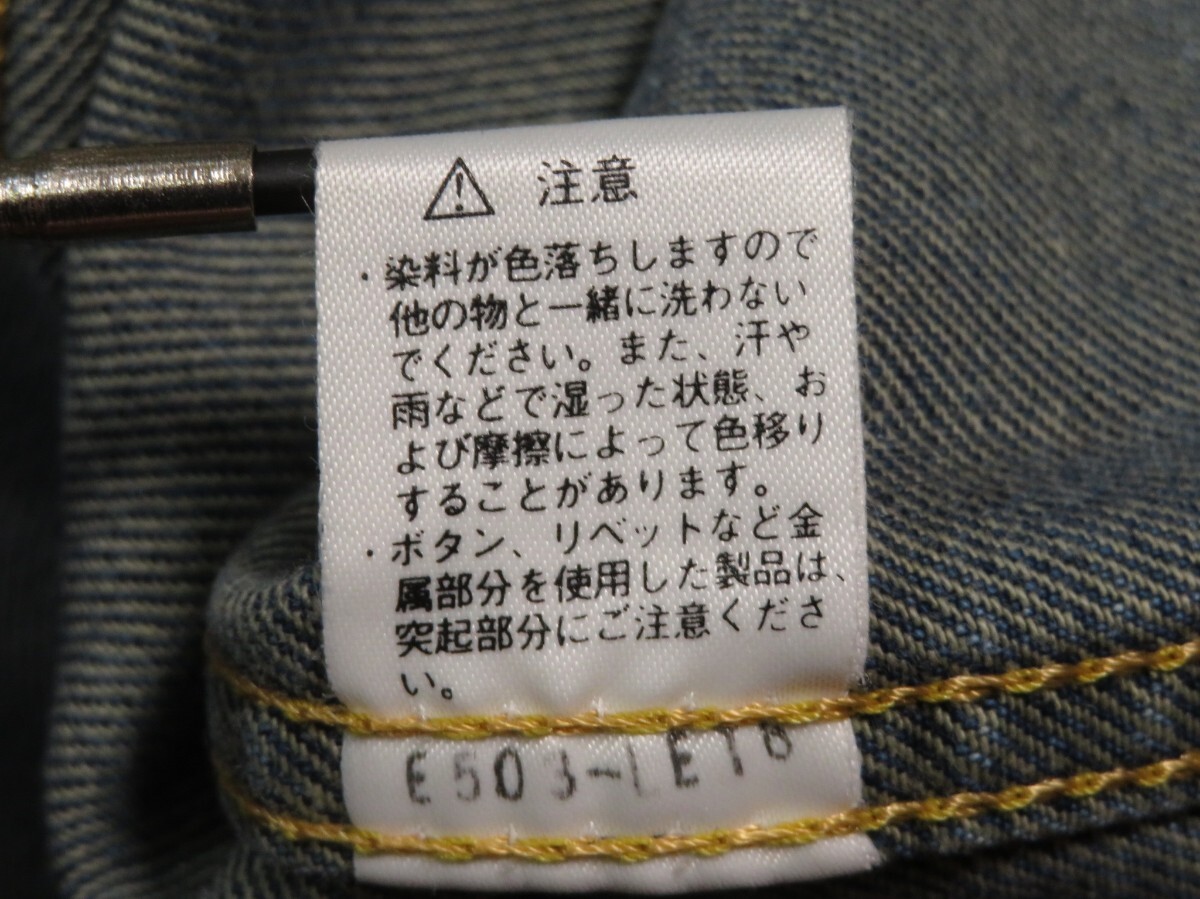 注意
・染料が色落ちしますので
他の物と一緒に洗わない
でください。また、汗や
雨などで湿った状態、お
よび摩擦によって色移り
することがあります。
・ボタン、リベットなど金
属部分を使用した製品は、
突起部分にご注意くださ
い。